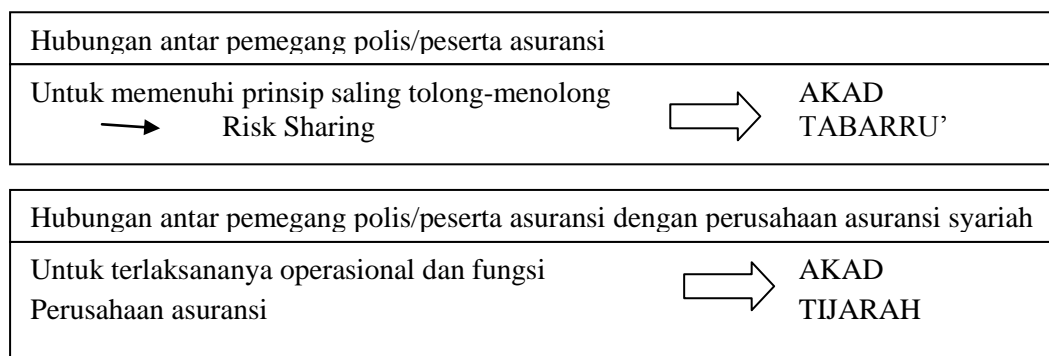 Hubungan antar pemegang polis/peserta asuransi
Untuk memenuhi prinsip saling tolong-menolong AKAD
Risk Sharing TABARRU’
Hubungan antar pemegang polis/peserta asuransi dengan perusahaan asuransi syariah
Untuk terlaksananya operasional dan fungsi AKAD
Perusahaan asuransi TIJARAH